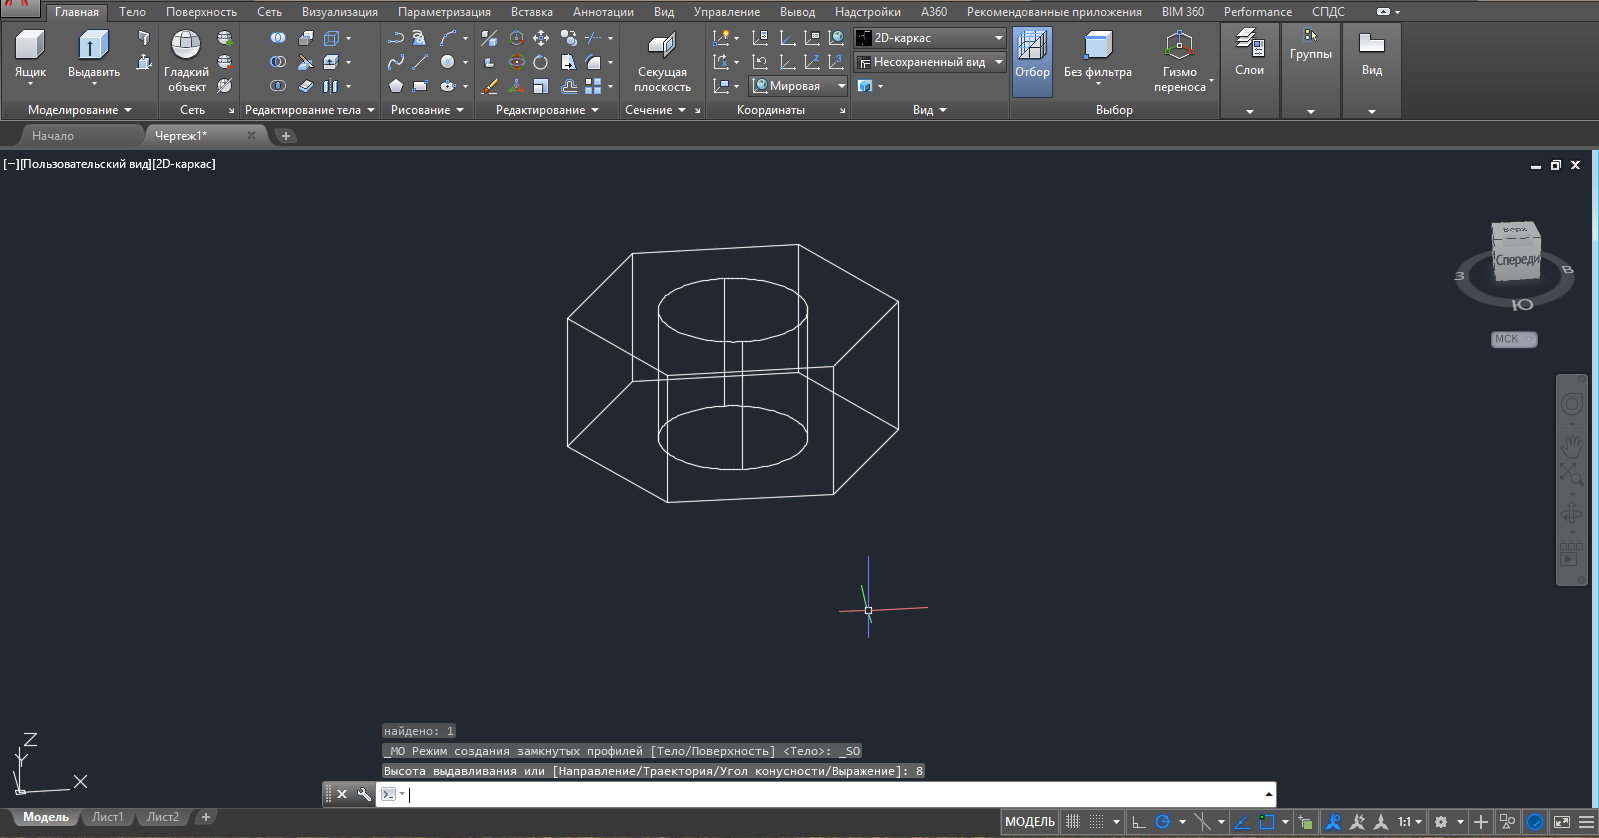 Главная Тело Поверхность Сеть Визуализация Параметризация Вставка Аннотации Вид Управление Вывод Надстройки A360 Рекомендованные приложения BIM 360 Performance СПДС
Ящик
Выдавить
Гладкий
объект
Секущая
плоскость
2D-каркас
Несохраненный вид
Мировая
Отбор
Без фильтра
Гизмо
переноса
Слои
Группы
Вид
Моделирование Сеть Редактирование тела Рисование Редактирование Сечение Координаты Вид Выбор
Начало Чертеж1*
[−][Пользовательский вид][2D-каркас]
Верх
Спереди
З В
Ю
МСК
Z
Y
X
найдено: 1
_MO Режим создания замкнутых профилей [Тело/Поверхность] <Тело>: _SO
Высота выдавливания или [Направление/Траектория/Угол конусности/Выражение]: 8
Модель Лист1 Лист2 +
МОДЕЛЬ 1:1